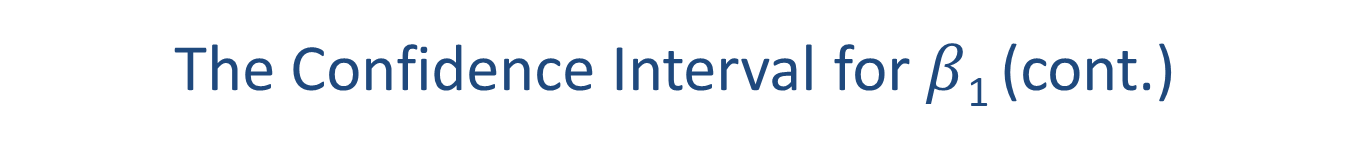 The Confidence Interval for β₁ (cont.)